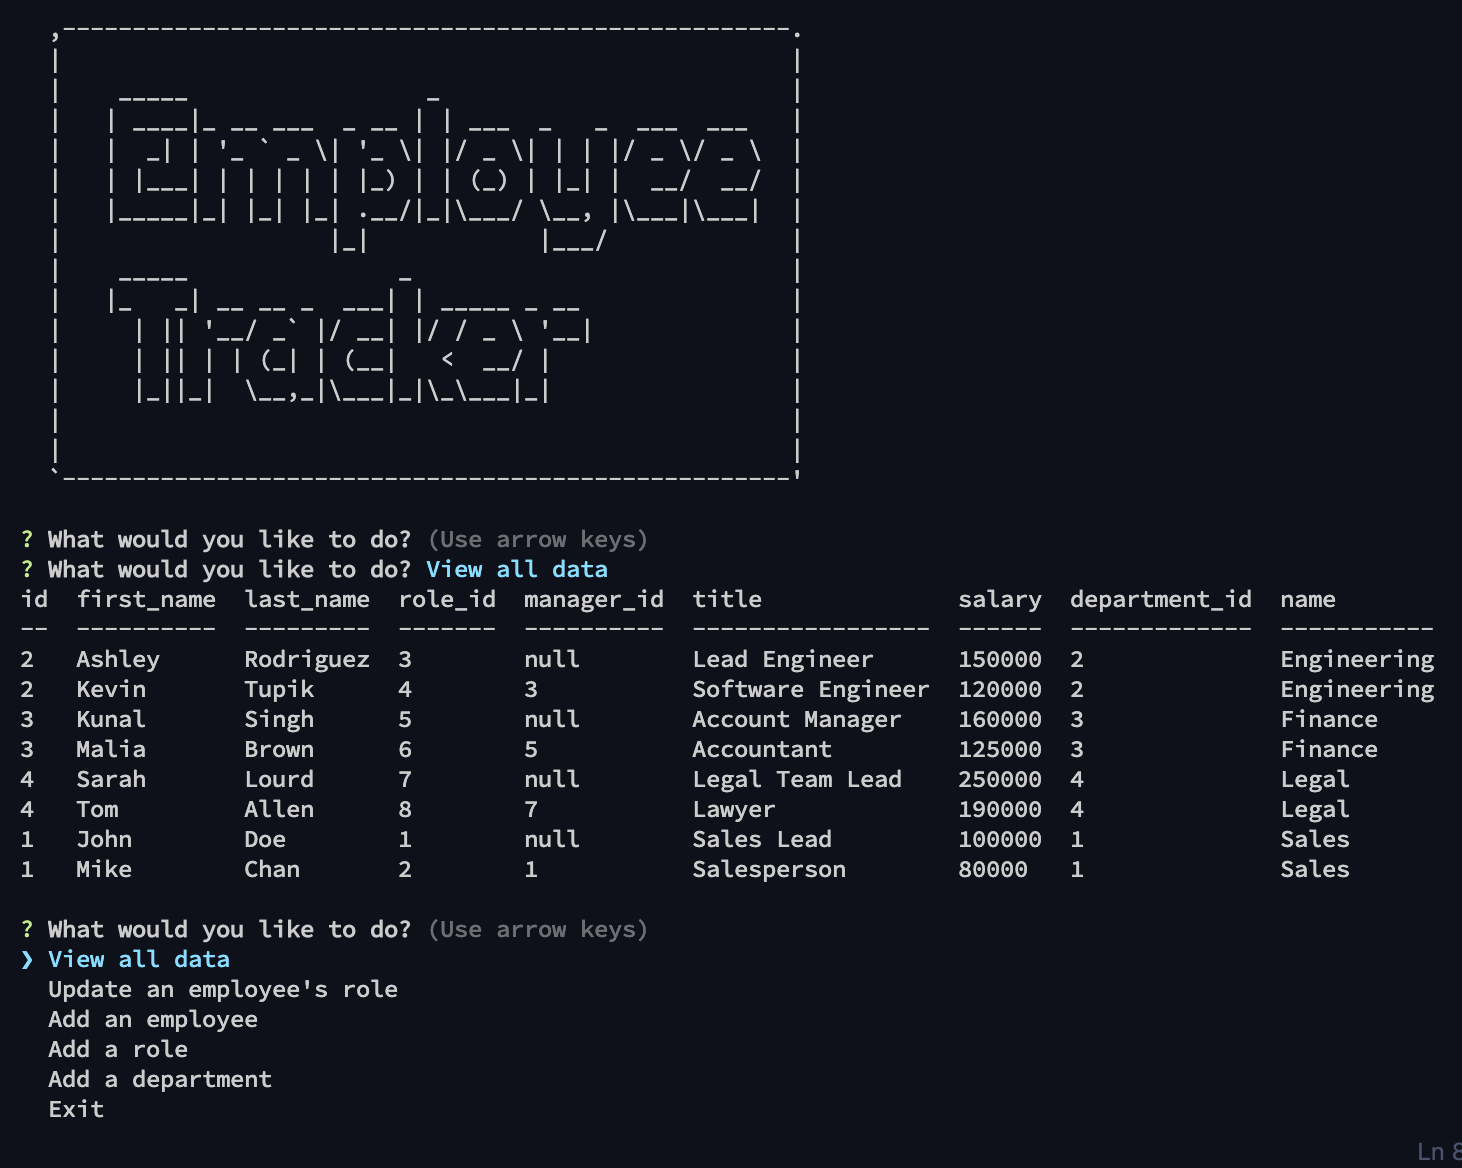 Employee
Tracker
? What would you like to do? (Use arrow keys)
? What would you like to do? View all data
id  first_name  last_name  role_id  manager_id  title              salary  department_id  name
--  ----------  ---------  -------  ----------  -----------------  ------  -------------  -----------
2   Ashley      Rodriguez  3        null        Lead Engineer      150000  2              Engineering
2   Kevin       Tupik      4        3           Software Engineer  120000  2              Engineering
3   Kunal       Singh      5        null        Account Manager    160000  3              Finance
3   Malia       Brown      6        5           Accountant         125000  3              Finance
4   Sarah       Lourd      7        null        Legal Team Lead    250000  4              Legal
4   Tom         Allen      8        7           Lawyer             190000  4              Legal
1   John        Doe        1        null        Sales Lead         100000  1              Sales
1   Mike        Chan       2        1           Salesperson        80000   1              Sales
? What would you like to do? (Use arrow keys)
❯ View all data
Update an employee's role
Add an employee
Add a role
Add a department
Exit
Ln